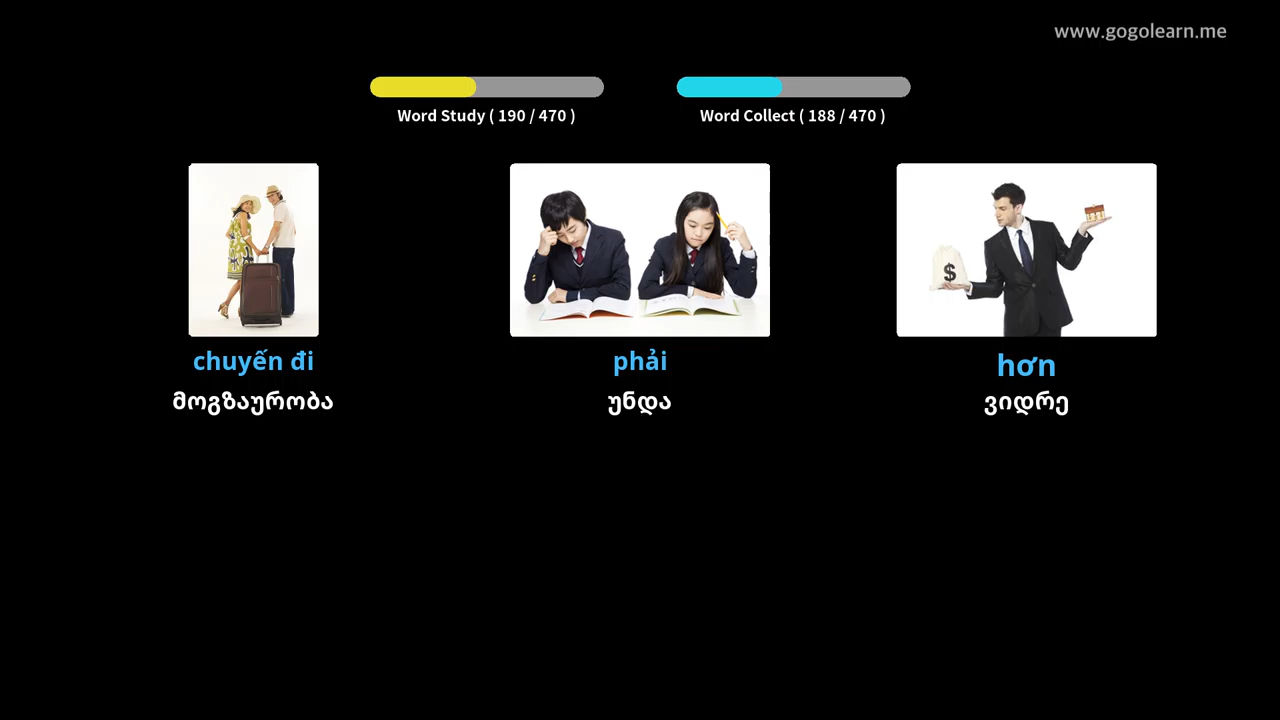 www.gogolearn.me
Word Study ( 190 / 470 )
Word Collect ( 188 / 470 )
$
chuyến đi
phải
hơn
მოგზაურობა
უნდა
ვიდრე